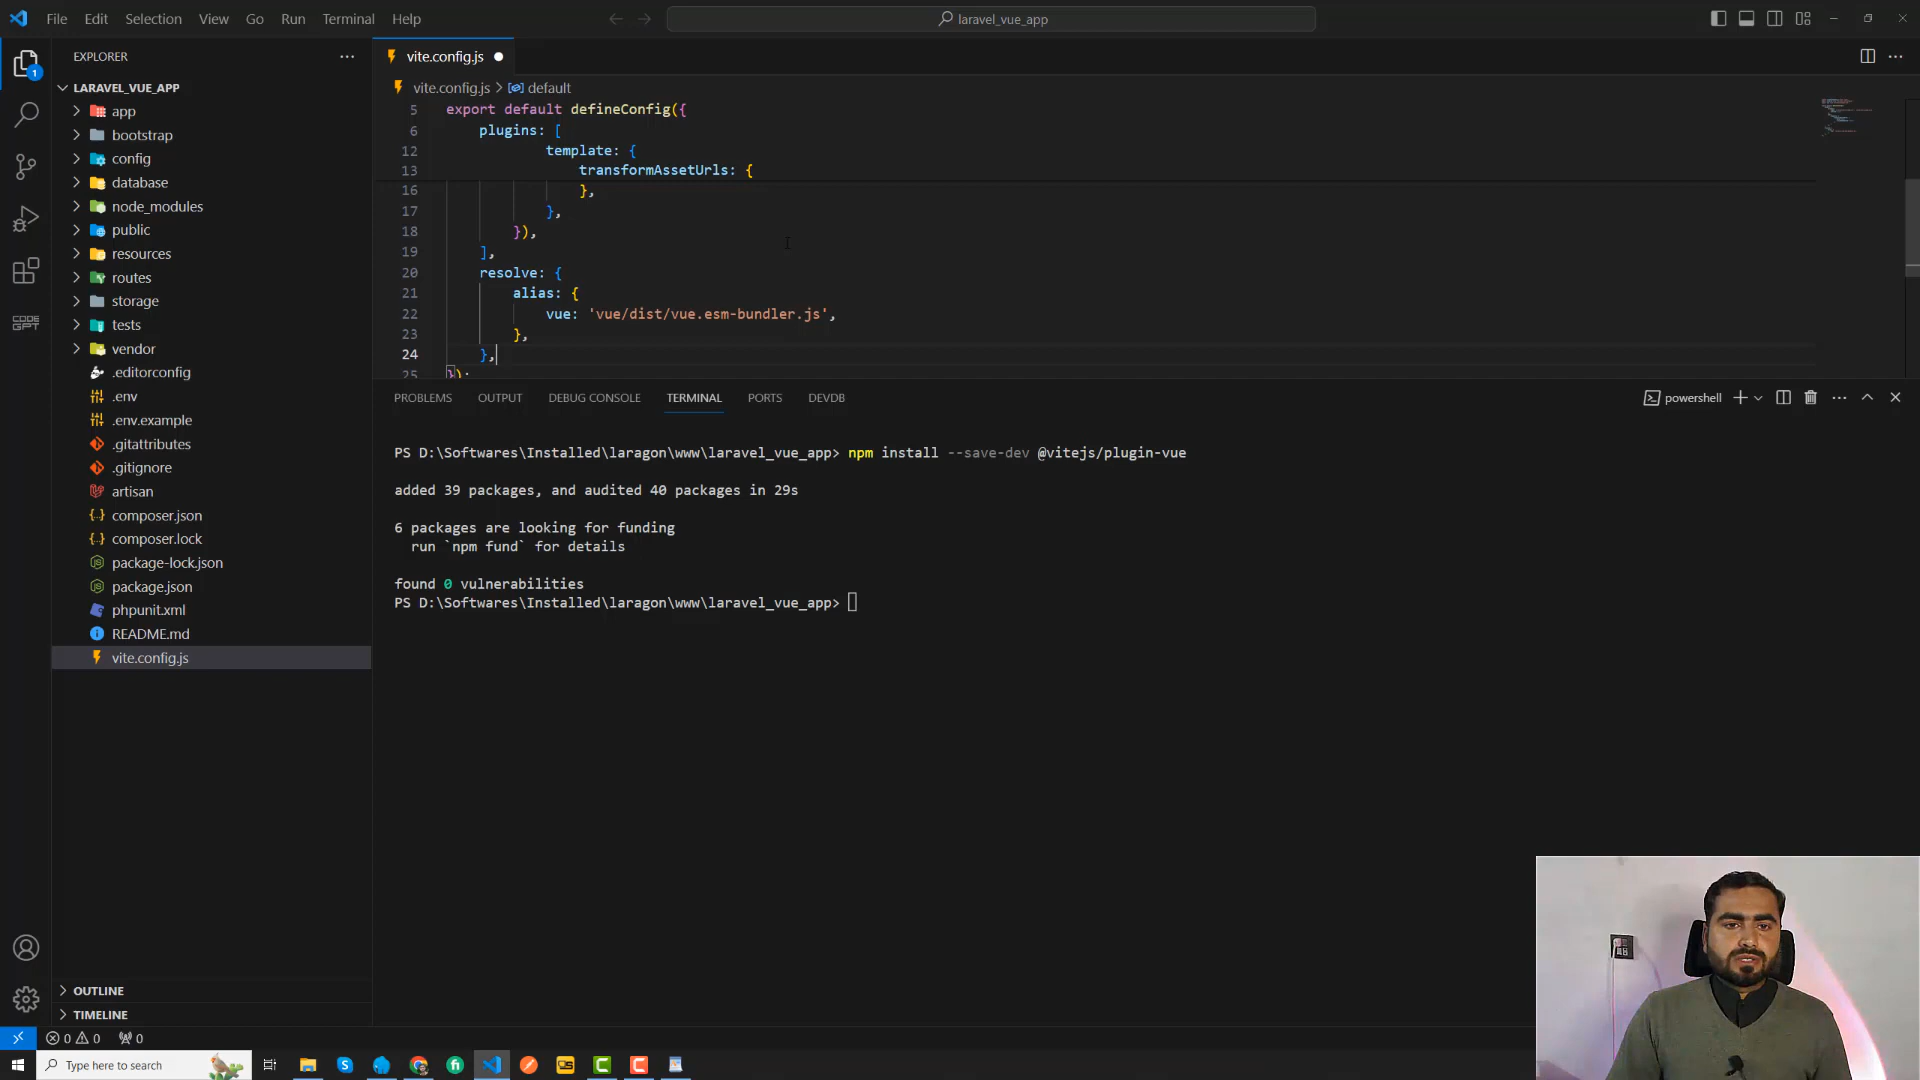 File Edit Selection View Go Run Terminal Help
laravel_vue_app
EXPLORER
LARAVEL_VUE_APP
app
bootstrap
config
database
node_modules
public
resources
routes
storage
tests
vendor
.editorconfig
.env
.env.example
.gitattributes
.gitignore
artisan
composer.json
composer.lock
package-lock.json
package.json
phpunit.xml
README.md
vite.config.js
OUTLINE
TIMELINE
1
CODE
GPT
vite.config.js
vite.config.js > default
5 export default defineConfig({
6 plugins: [
12 template: {
13 transformAssetUrls: {
16 },
17 },
18 }),
19 ],
20 resolve: {
21 alias: {
22 vue: 'vue/dist/vue.esm-bundler.js',
23 },
24 },
25 });
PROBLEMS OUTPUT DEBUG CONSOLE TERMINAL PORTS DEVDB
powershell
PS D:\Softwares\Installed\laragon\www\laravel_vue_app> npm install --save-dev @vitejs/plugin-vue
added 39 packages, and audited 40 packages in 29s
6 packages are looking for funding
run `npm fund` for details
found 0 vulnerabilities
PS D:\Softwares\Installed\laragon\www\laravel_vue_app>
0 0 0
Type here to search